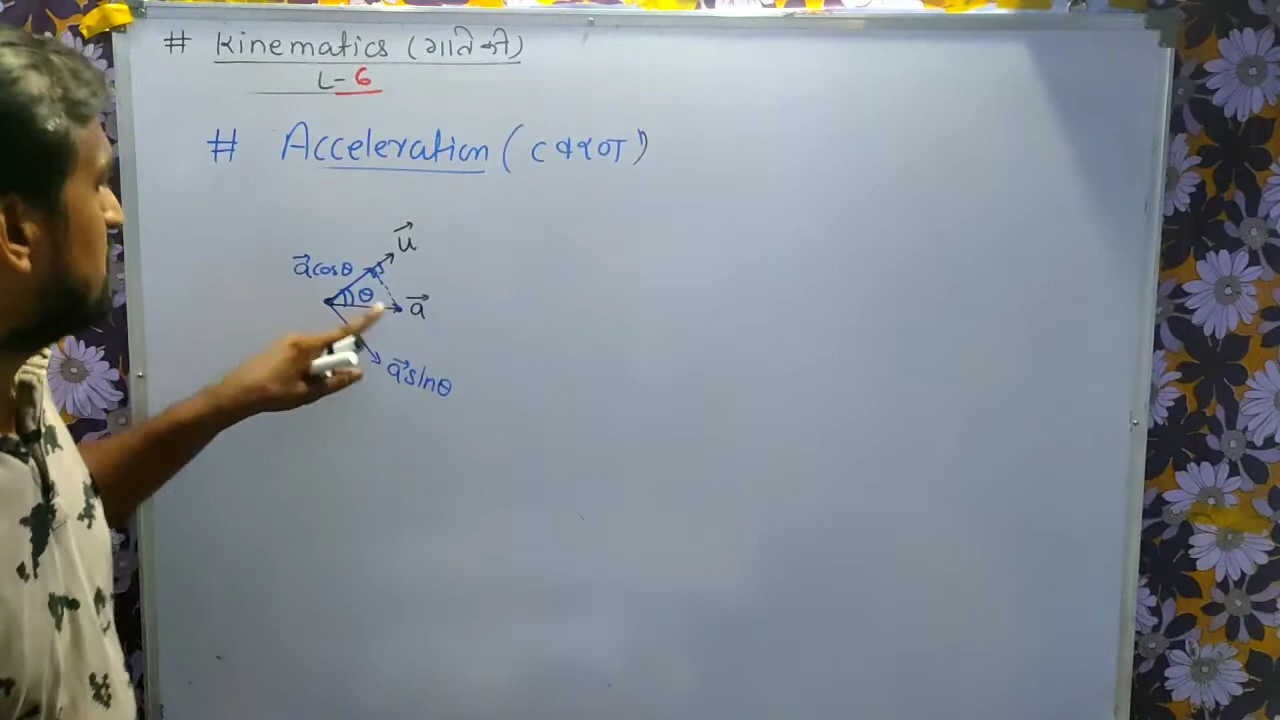 # Kinematics (गतिकी)
L-6
# Acceleration (त्वरण)
u⃗
a⃗cosθ
θ
a⃗
a⃗sinθ